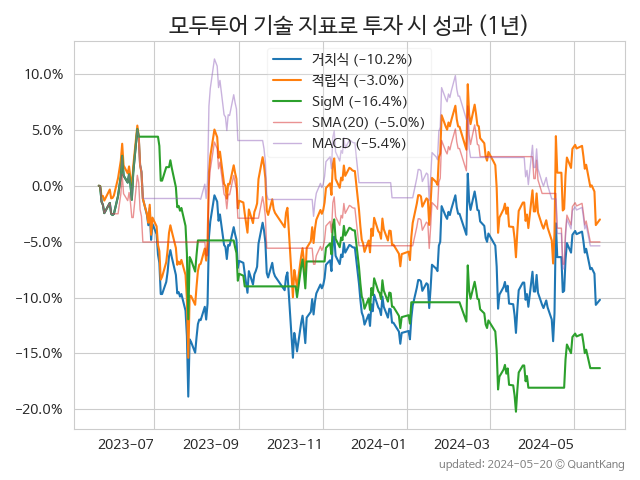 모두투어 기술 지표로 투자 시 성과 (1년)
거치식 (−10.2%)
적립식 (−3.0%)
SigM (−16.4%)
SMA(20) (−5.0%)
MACD (−5.4%)
10.0%
5.0%
0.0%
−5.0%
−10.0%
−15.0%
−20.0%
2023-07 2023-09 2023-11 2024-01 2024-03 2024-05
updated: 2024-05-20 © QuantKang